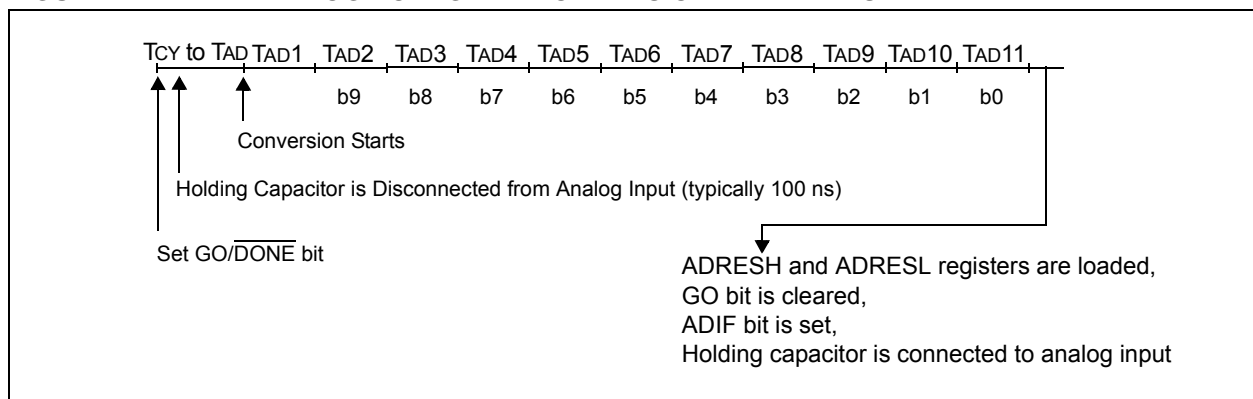 TCY to TAD TAD1 TAD2 TAD3 TAD4 TAD5 TAD6 TAD7 TAD8 TAD9 TAD10 TAD11
b9 b8 b7 b6 b5 b4 b3 b2 b1 b0
Conversion Starts
Holding Capacitor is Disconnected from Analog Input (typically 100 ns)
Set GO/DONE bit
ADRESH and ADRESL registers are loaded,
GO bit is cleared,
ADIF bit is set,
Holding capacitor is connected to analog input